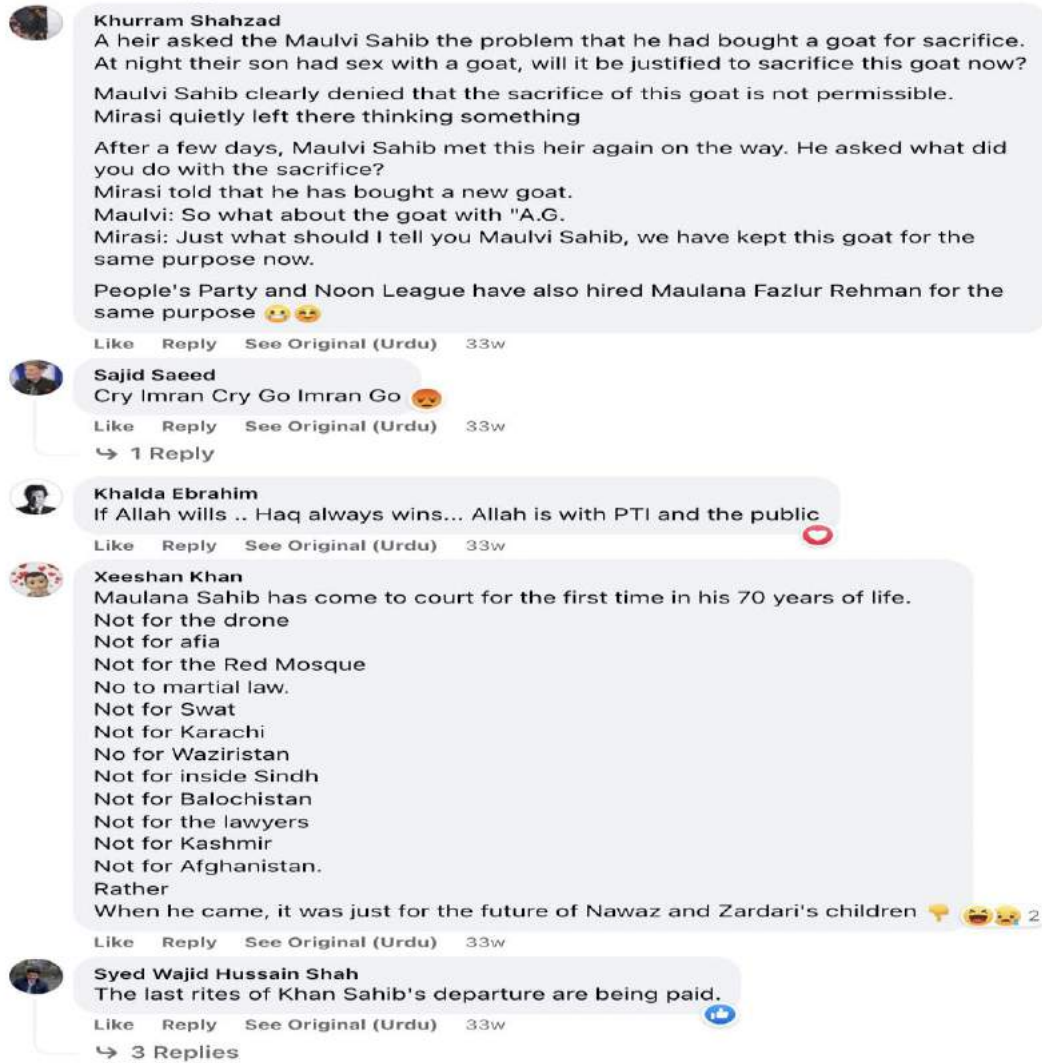 Khurram Shahzad
A heir asked the Maulvi Sahib the problem that he had bought a goat for sacrifice.
At night their son had sex with a goat, will it be justified to sacrifice this goat now?
Maulvi Sahib clearly denied that the sacrifice of this goat is not permissible.
Mirasi quietly left there thinking something
After a few days, Maulvi Sahib met this heir again on the way. He asked what did
you do with the sacrifice?
Mirasi told that he has bought a new goat.
Maulvi: So what about the goat with "A.G.
Mirasi: Just what should I tell you Maulvi Sahib, we have kept this goat for the
same purpose now.
People's Party and Noon League have also hired Maulana Fazlur Rehman for the
same purpose 😬😊
Like Reply See Original (Urdu) 33w
Sajid Saeed
Cry Imran Cry Go Imran Go 😡
Like Reply See Original (Urdu) 33w
↪ 1 Reply
Khalda Ebrahim
If Allah wills .. Haq always wins... Allah is with PTI and the public
Like Reply See Original (Urdu) 33w
Xeeshan Khan
Maulana Sahib has come to court for the first time in his 70 years of life.
Not for the drone
Not for afia
Not for the Red Mosque
No to martial law.
Not for Swat
Not for Karachi
No for Waziristan
Not for inside Sindh
Not for Balochistan
Not for the lawyers
Not for Kashmir
Not for Afghanistan.
Rather
When he came, it was just for the future of Nawaz and Zardari's children 👇 2
Like Reply See Original (Urdu) 33w
Syed Wajid Hussain Shah
The last rites of Khan Sahib's departure are being paid.
Like Reply See Original (Urdu) 33w
↪ 3 Replies